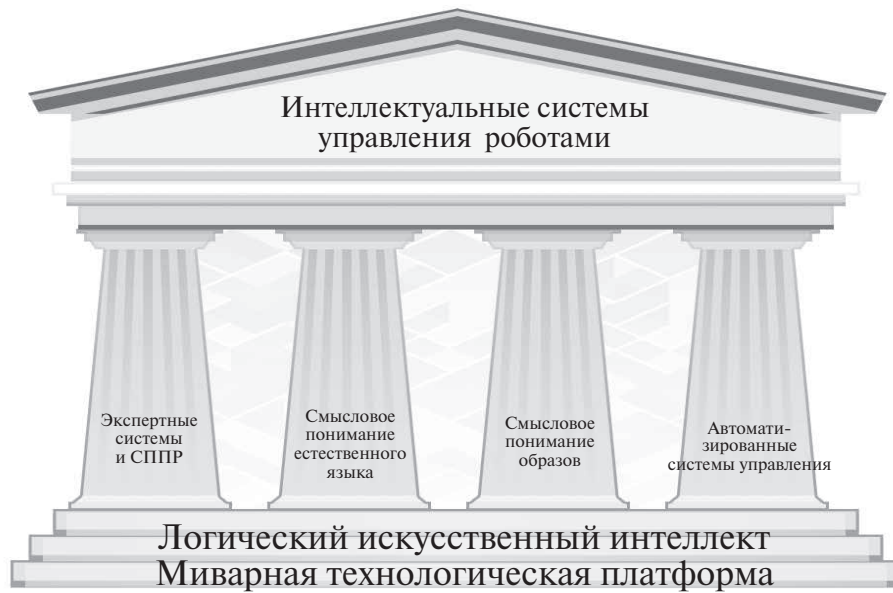 Интеллектуальные системы
управления роботами
Экспертные
системы
и СППР
Смысловое
понимание
естественного
языка
Смысловое
понимание
образов
Автомати-
зированные
системы управления
Логический искусственный интеллект
Миварная технологическая платформа